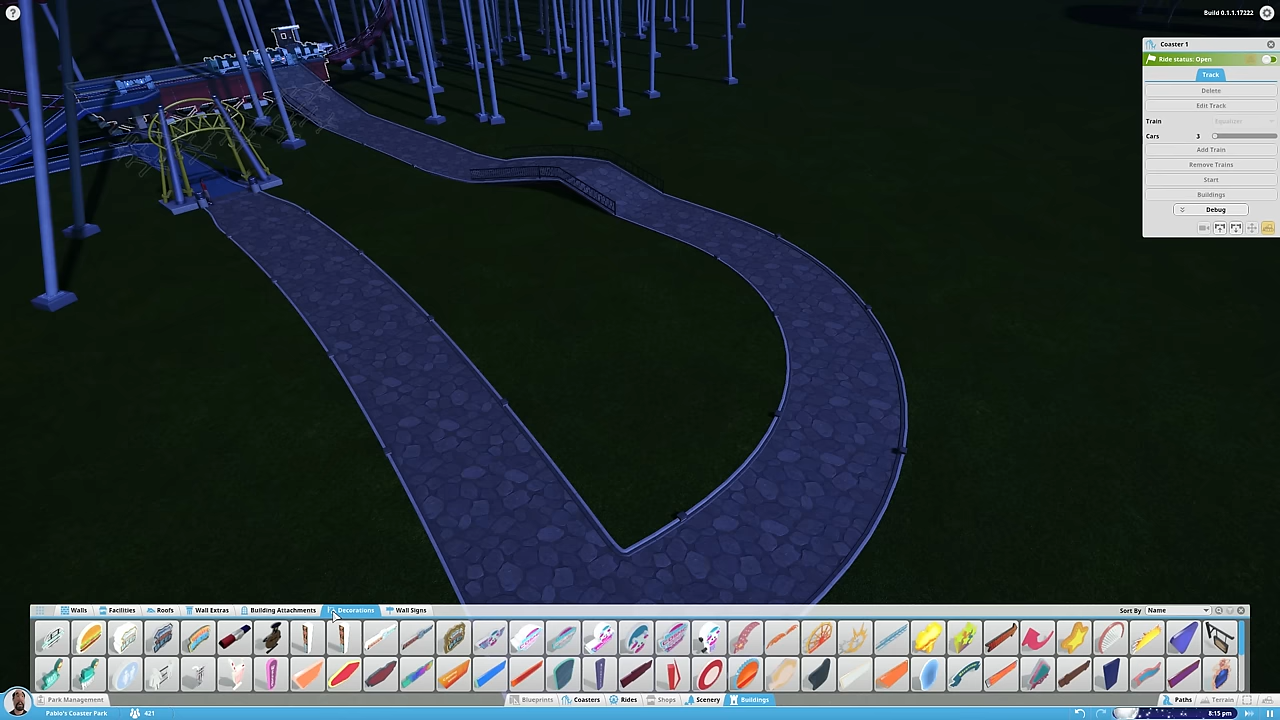 ?
Build 0.1.1.17222
Coaster 1
Ride status: Open
Track
Delete
Edit Track
Train Equalizer
Cars 3
Add Train
Remove Trains
Start
Buildings
Debug
Walls Facilities Roofs Wall Extras Building Attachments Decorations Wall Signs Sort By Name
Park Management Blueprints Coasters Rides Shops Scenery Buildings Paths Terrain
Pablo's Coaster Park 421 8:15 pm